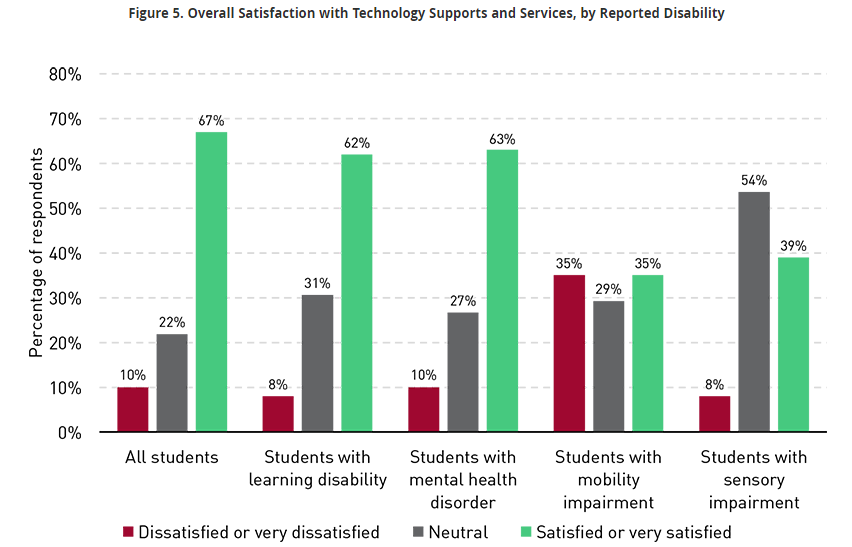 Figure 5. Overall Satisfaction with Technology Supports and Services, by Reported Disability
Percentage of respondents
80%
70%
60%
50%
40%
30%
20%
10%
0%
10%
22%
67%
8%
31%
62%
10%
27%
63%
35%
29%
35%
8%
54%
39%
All students
Students with
learning disability
Students with
mental health
disorder
Students with
mobility
impairment
Students with
sensory
impairment
Dissatisfied or very dissatisfied
Neutral
Satisfied or very satisfied